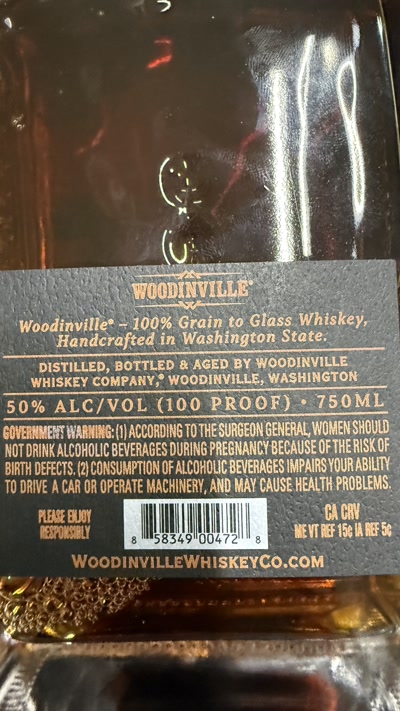 WOODINVILLE®
Woodinville® – 100% Grain to Glass Whiskey,
Handcrafted in Washington State.
DISTILLED, BOTTLED & AGED BY WOODINVILLE
WHISKEY COMPANY,® WOODINVILLE, WASHINGTON
50% ALC/VOL (100 PROOF) • 750ML
GOVERNMENT WARNING: (1) ACCORDING TO THE SURGEON GENERAL, WOMEN SHOULD
NOT DRINK ALCOHOLIC BEVERAGES DURING PREGNANCY BECAUSE OF THE RISK OF
BIRTH DEFECTS. (2) CONSUMPTION OF ALCOHOLIC BEVERAGES IMPAIRS YOUR ABILITY
TO DRIVE A CAR OR OPERATE MACHINERY, AND MAY CAUSE HEALTH PROBLEMS.
PLEASE ENJOY
RESPONSIBLY
8 58349 00472 8
CA CRV
ME VT REF 15¢ IA REF 5¢
WOODINVILLEWHISKEYCO.COM